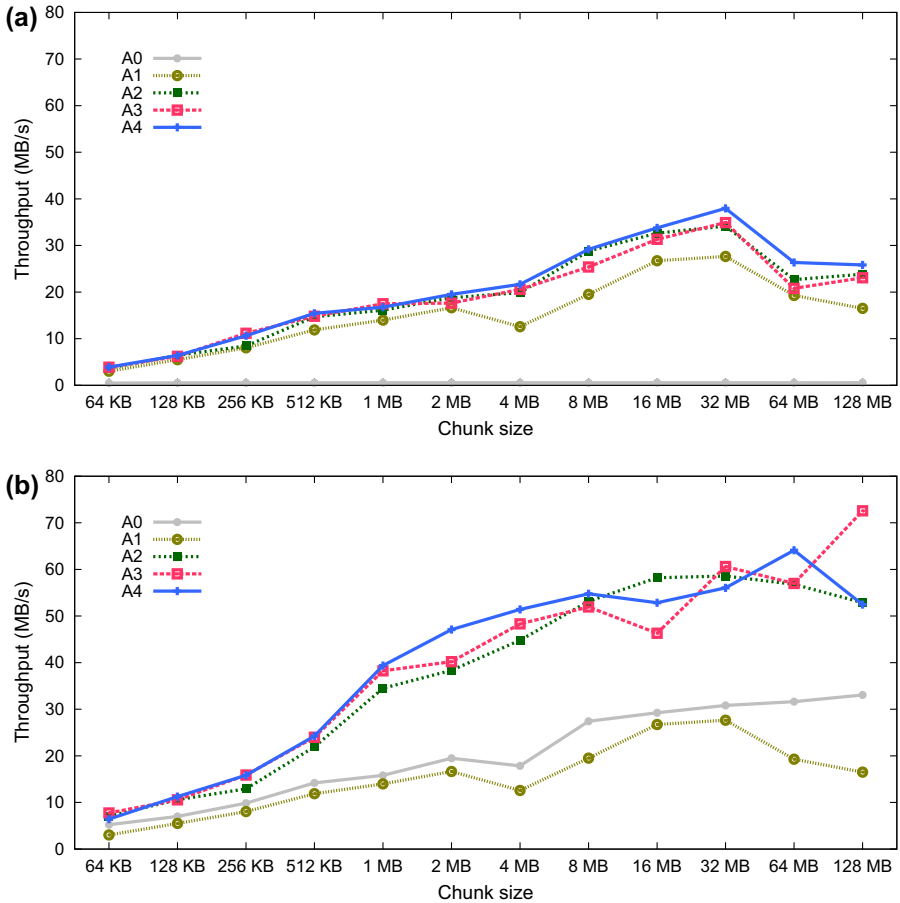 (a)
80
70
60
50
40
30
20
10
0
Throughput (MB/s)
A0
A1
A2
A3
A4
64 KB 128 KB 256 KB 512 KB 1 MB 2 MB 4 MB 8 MB 16 MB 32 MB 64 MB 128 MB
Chunk size
(b)
80
70
60
50
40
30
20
10
0
Throughput (MB/s)
A0
A1
A2
A3
A4
64 KB 128 KB 256 KB 512 KB 1 MB 2 MB 4 MB 8 MB 16 MB 32 MB 64 MB 128 MB
Chunk size